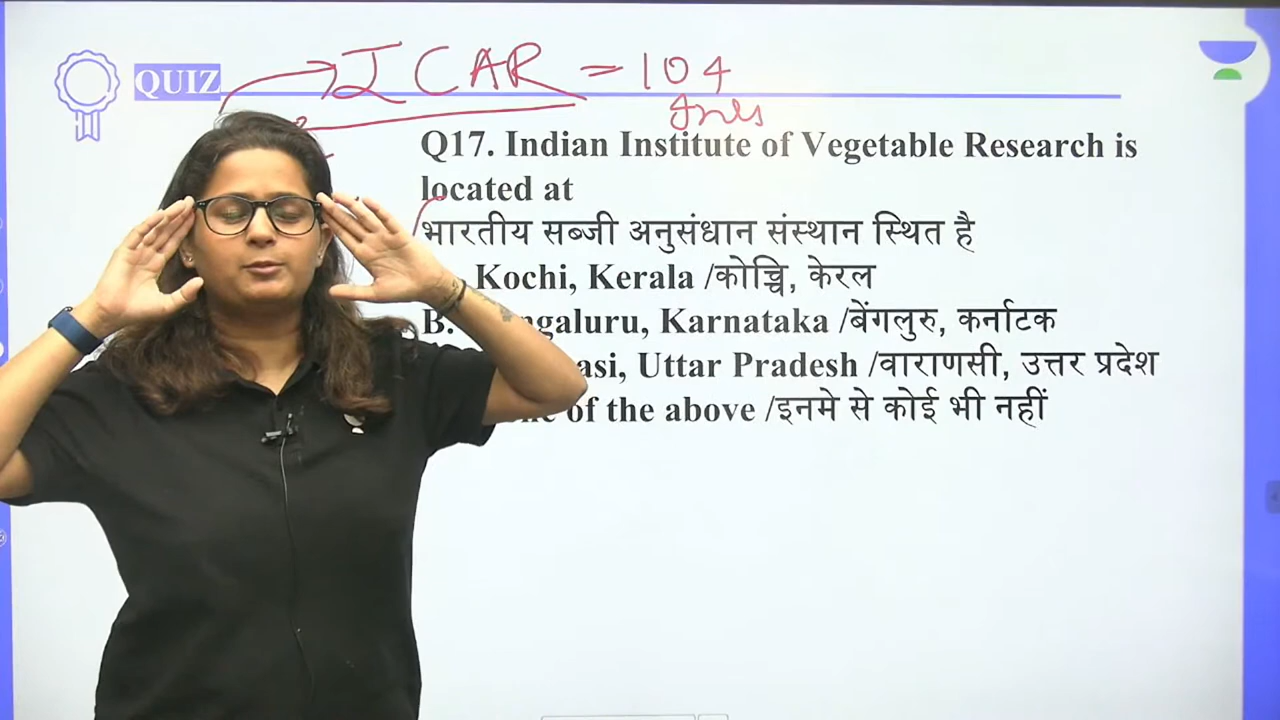 QUIZ
ICAR = 104
Q17. Indian Institute of Vegetable Research is
located at
भारतीय सब्जी अनुसंधान संस्थान स्थित है
Kochi, Kerala /कोच्चि, केरल
B. ngaluru, Karnataka /बेंगलुरु, कर्नाटक
asi, Uttar Pradesh /वाराणसी, उत्तर प्रदेश
of the above /इनमे से कोई भी नहीं